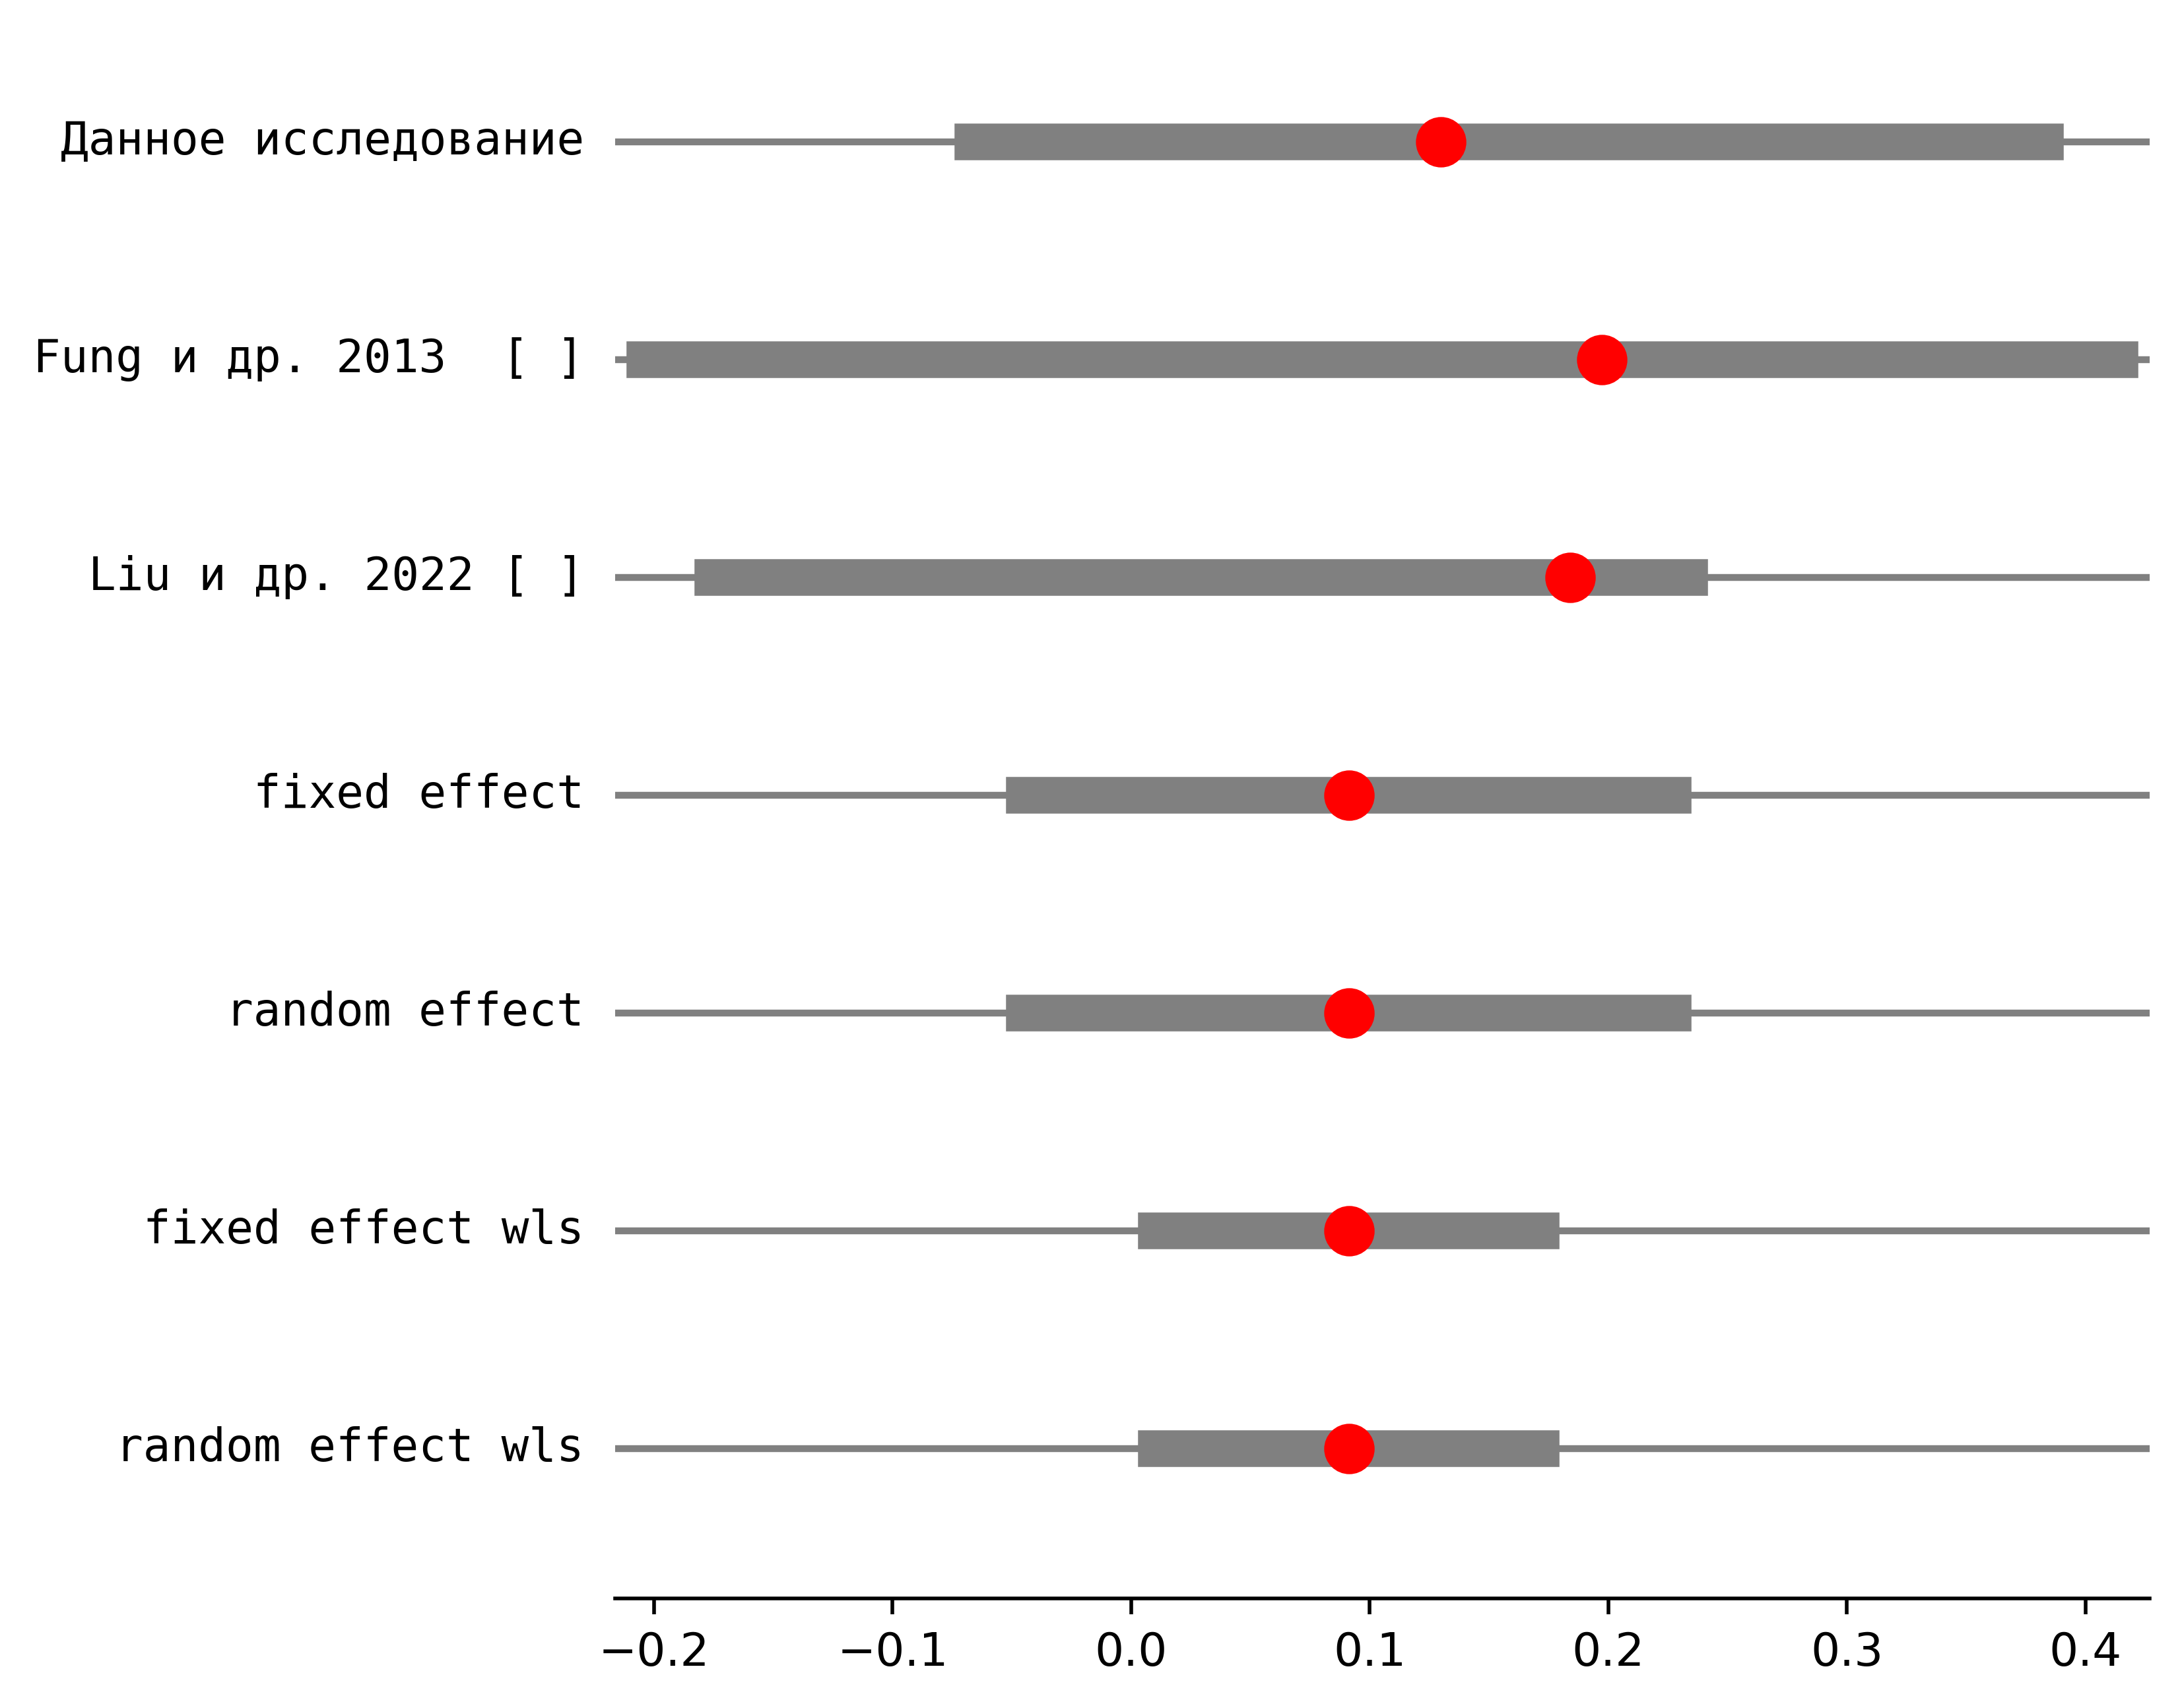 Данное исследование
Fung и др. 2013  [ ]
Liu и др. 2022 [ ]
fixed effect
random effect
fixed effect wls
random effect wls
−0.2 −0.1 0.0 0.1 0.2 0.3 0.4